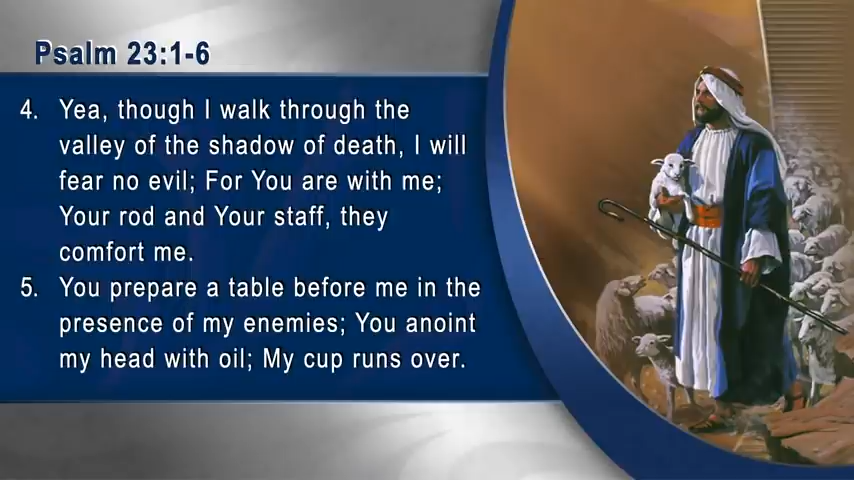 Psalm 23:1-6
4. Yea, though I walk through the
valley of the shadow of death, I will
fear no evil; For You are with me;
Your rod and Your staff, they
comfort me.
5. You prepare a table before me in the
presence of my enemies; You anoint
my head with oil; My cup runs over.